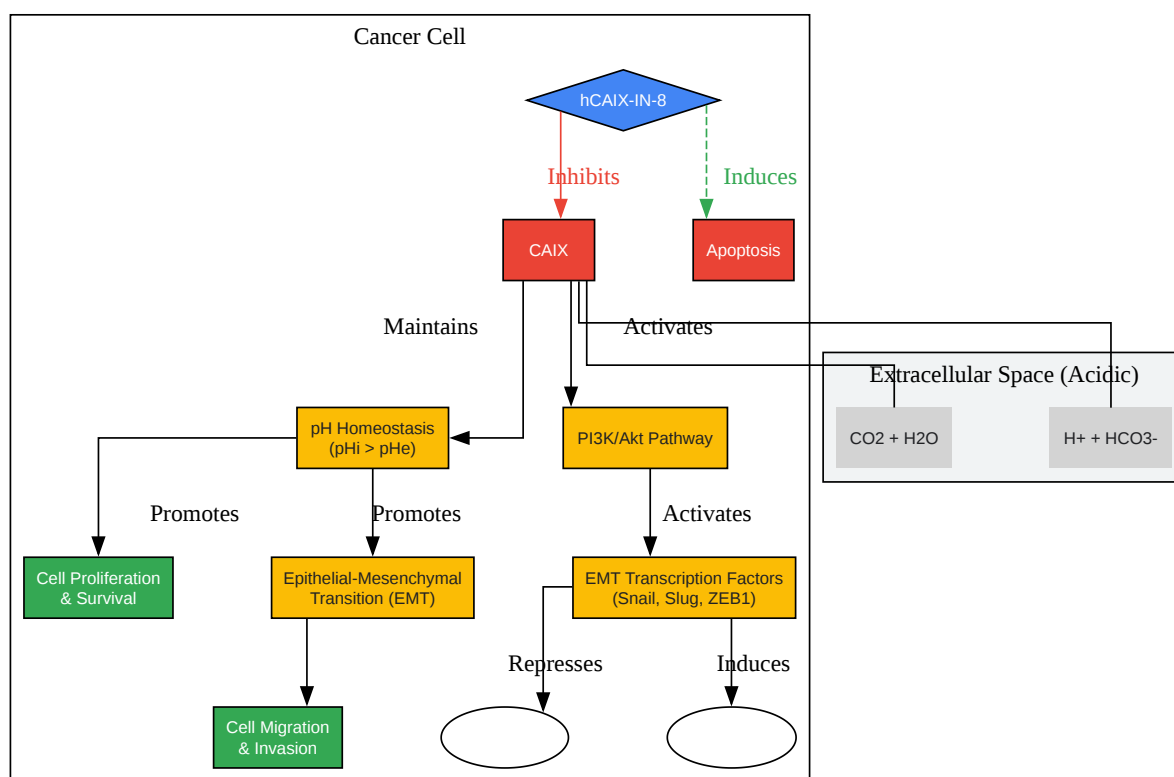 Cancer Cell
hCAIX-IN-8
Inhibits
Induces
CAIX
Apoptosis
Maintains
Activates
Extracellular Space (Acidic)
pH Homeostasis
(pHi > pHe)
PI3K/Akt Pathway
CO2 + H2O
H+ + HCO3-
Promotes
Promotes
Activates
Cell Proliferation
& Survival
Epithelial-Mesenchymal
Transition (EMT)
EMT Transcription Factors
(Snail, Slug, ZEB1)
Represses
Induces
Cell Migration
& Invasion